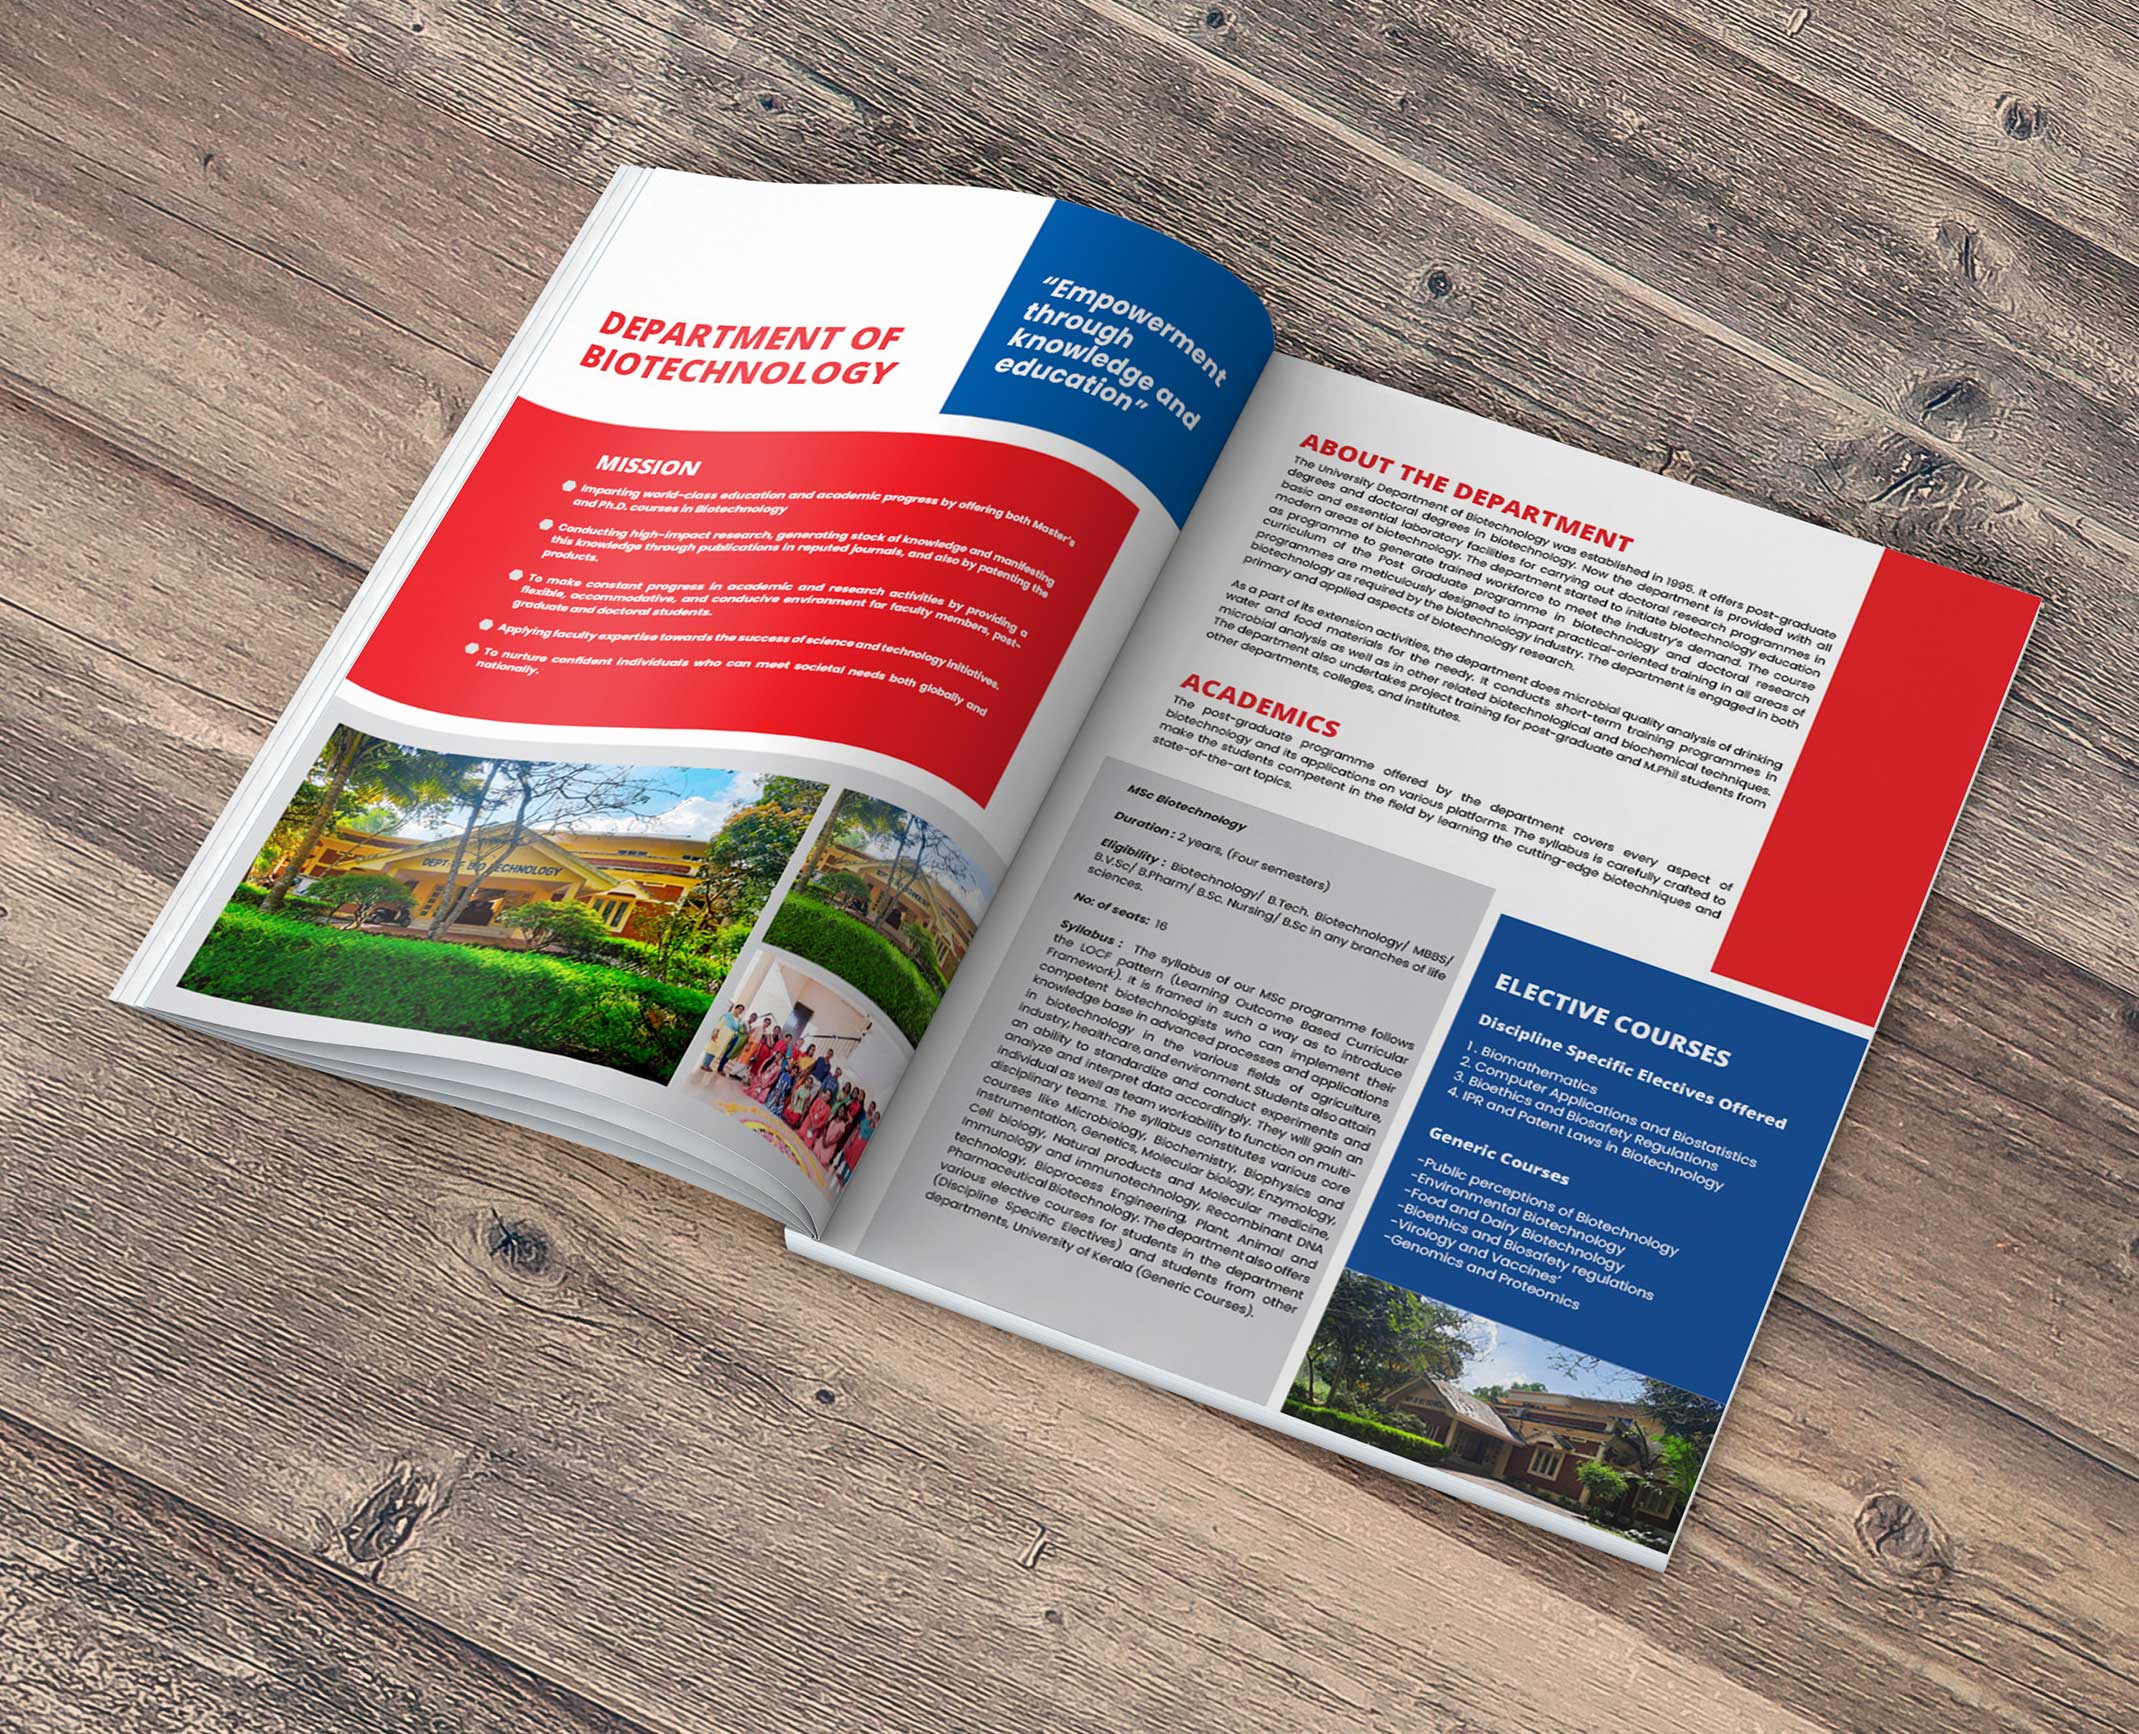 DEPARTMENT OF
BIOTECHNOLOGY
“Empowerment
through
knowledge and
education”
MISSION
Imparting world-class education and academic progress by offering both Master's
and Ph.D. courses in Biotechnology
Conducting high-impact research, generating stock of knowledge and manifesting
this knowledge through publications in reputed journals, and also by patenting the
products.
To make constant progress in academic and research activities by providing a
flexible, accommodative, and conducive environment for faculty members, post-
graduate and doctoral students.
Applying faculty expertise towards the success of science and technology initiatives.
To nurture confident individuals who can meet societal needs both globally and
nationally.
DEPT OF BIO TECHNOLOGY
ABOUT THE DEPARTMENT
The University Department of Biotechnology was established in 1995. It offers post-graduate
degrees and doctoral degrees in biotechnology. Now the department is provided with all
basic and essential laboratory facilities for carrying out doctoral research programmes in
modern areas of biotechnology. The department started to initiate biotechnology education
as programme to generate trained workforce to meet the industry's demand. The course
curriculum of the Post Graduate programme in biotechnology and doctoral research
programmes are meticulously designed to impart practical-oriented training in all areas of
biotechnology as required by the biotechnology industry. The department is engaged in both
primary and applied aspects of biotechnology research.
As a part of its extension activities, the department does microbial quality analysis of drinking
water and food materials for the needy. It conducts short-term training programmes in
microbial analysis as well as in other related biotechnological and biochemical techniques.
The department also undertakes project training for post-graduate and M.Phil students from
other departments, colleges, and institutes.
ACADEMICS
The post-graduate programme offered by the department covers every aspect of
biotechnology and its applications on various platforms. The syllabus is carefully crafted to
make the students competent in the field by learning the cutting-edge biotechniques and
state-of-the-art topics.
MSc Biotechnology
Duration : 2 years, (Four semesters)
Eligibility : Biotechnology/ B.Tech. Biotechnology/ MBBS/
B.V.Sc/ B.Pharm/ B.Sc. Nursing/ B.Sc in any branches of life
sciences.
No: of seats: 16
Syllabus : The syllabus of our MSc programme follows
the LOCF pattern (Learning Outcome Based Curricular
Framework). It is framed in such a way as to introduce
competent biotechnologists who can implement their
knowledge base in advanced processes and applications
in biotechnology in the various fields of agriculture,
industry, healthcare, and environment. Students also attain
an ability to standardize and conduct experiments and
analyze and interpret data accordingly. They will gain an
individual as well as team workability to function on multi-
disciplinary teams. The syllabus constitutes various core
courses like Microbiology, Biochemistry, Biophysics and
Instrumentation, Genetics, Molecular biology, Enzymology,
Cell biology, Natural products and Molecular medicine,
Immunology and Immunotechnology, Recombinant DNA
technology, Bioprocess Engineering, Plant, Animal and
Pharmaceutical Biotechnology. The department also offers
various elective courses for students in the department
(Discipline Specific Electives) and students from other
departments, University of Kerala (Generic Courses).
ELECTIVE COURSES
Discipline Specific Electives Offered
1. Biomathematics
2. Computer Applications and Biostatistics
3. Bioethics and Biosafety Regulations
4. IPR and Patent Laws in Biotechnology
Generic Courses
-Public perceptions of Biotechnology
-Environmental Biotechnology
-Food and Dairy Biotechnology
-Bioethics and Biosafety regulations
-Virology and Vaccines'
-Genomics and Proteomics